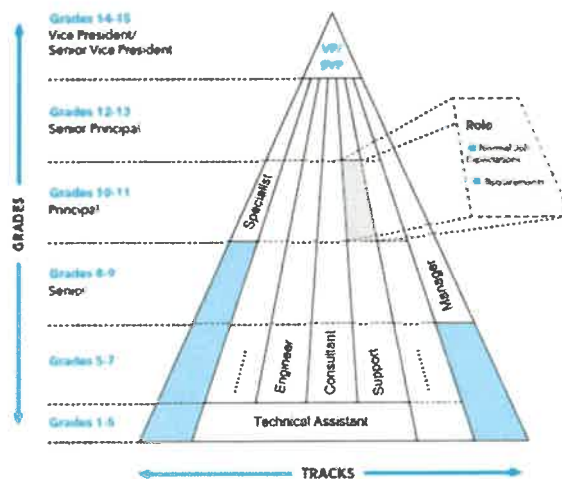 Grades 14-15
Vice President/
Senior Vice President
VP/
SVP
Grades 12-13
Senior Principal
Role
Normal Job
Expectations
Requirements
Grades 10-11
Principal
Specialist
GRADES
Grades 8-9
Senior
Manager
Grades 5-7
Engineer
Consultant
Support
Grades 1-5
Technical Assistant
TRACKS